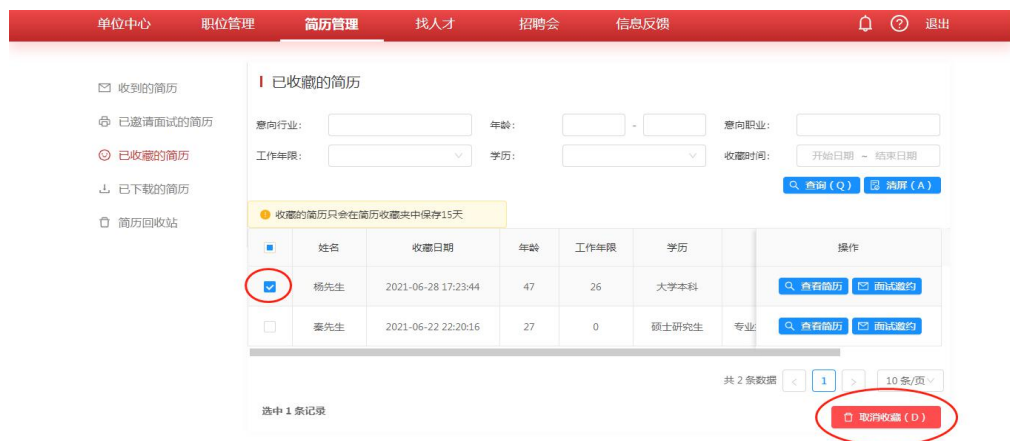 单位中心 职位管理 简历管理 找人才 招聘会 信息反馈 退出
收到的简历
已邀请面试的简历
已收藏的简历
已下载的简历
简历回收站
已收藏的简历
意向行业: 年龄: - 意向职业:
工作年限: 学历: 收藏时间: 开始日期 ~ 结束日期
查询(Q) 清屏(A)
收藏的简历只会在简历收藏夹中保存15天
姓名 收藏日期 年龄 工作年限 学历 操作
杨先生 2021-06-28 17:23:44 47 26 大学本科 查看简历 面试邀约
秦先生 2021-06-22 22:20:16 27 0 硕士研究生 专业 查看简历 面试邀约
共 2 条数据 < 1 > 10 条/页
选中 1 条记录 取消收藏(D)